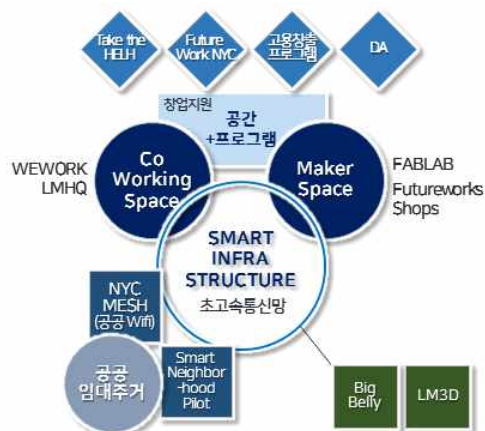 Take the
HELH
Future
Work NYC
고용창출
프로그램
DA
창업지원
공간
+프로그램
Co
Working
Space
Maker
Space
WEWORK
LMHQ
FABLAB
Futureworks
Shops
SMART
INFRA
STRUCTURE
초고속통신망
NYC
MESH
(공공 Wifi)
공공
임대주거
Smart
Neighbor
-hood
Pilot
Big
Belly
LM3D